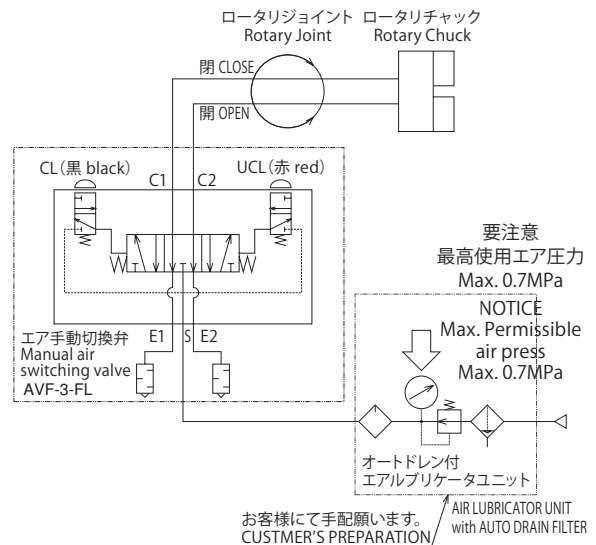 ロータリジョイント
Rotary Joint
ロータリチャック
Rotary Chuck
閉 CLOSE
開 OPEN
CL(黒 black)
C1
C2
UCL(赤 red)
要注意
最高使用エア圧力
Max. 0.7MPa
NOTICE
Max. Permissible
air press
Max. 0.7MPa
エア手動切換弁
Manual air
switching valve
AVF-3-FL
E1
S
E2
オートドレン付
エアルブリケータユニット
お客様にて手配願います。
CUSTMER'S PREPARATION
AIR LUBRICATOR UNIT
with AUTO DRAIN FILTER